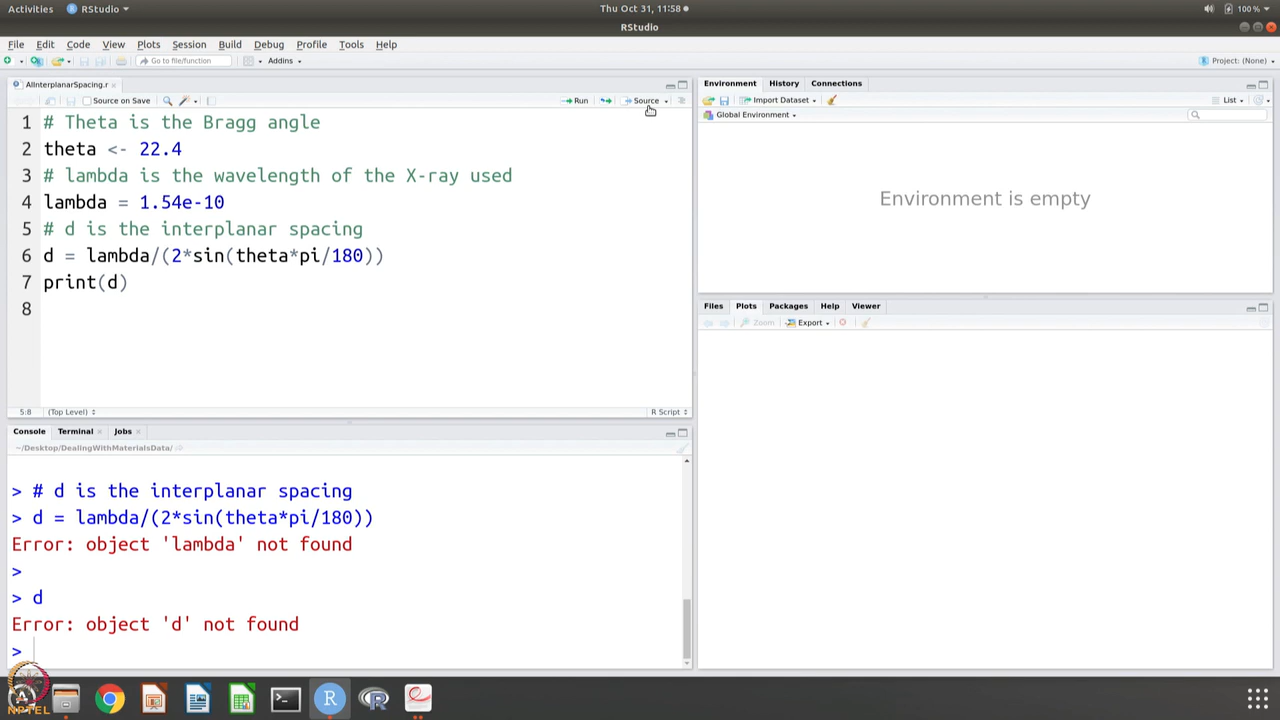 Activities RStudio Thu Oct 31, 11:58 100 %
RStudio
File Edit Code View Plots Session Build Debug Profile Tools Help
Go to file/function Addins Project: (None)
AlInterplanarSpacing.r
Source on Save Run Source
1 # Theta is the Bragg angle
2 theta <- 22.4
3 # lambda is the wavelength of the X-ray used
4 lambda = 1.54e-10
5 # d is the interplanar spacing
6 d = lambda/(2*sin(theta*pi/180))
7 print(d)
8
5:8 (Top Level) R Script
Console Terminal Jobs
~/Desktop/DealingWithMaterialsData/
> # d is the interplanar spacing
> d = lambda/(2*sin(theta*pi/180))
Error: object 'lambda' not found
>
> d
Error: object 'd' not found
>
Environment History Connections
Import Dataset List
Global Environment
Environment is empty
Files Plots Packages Help Viewer
Zoom Export
NPTEL